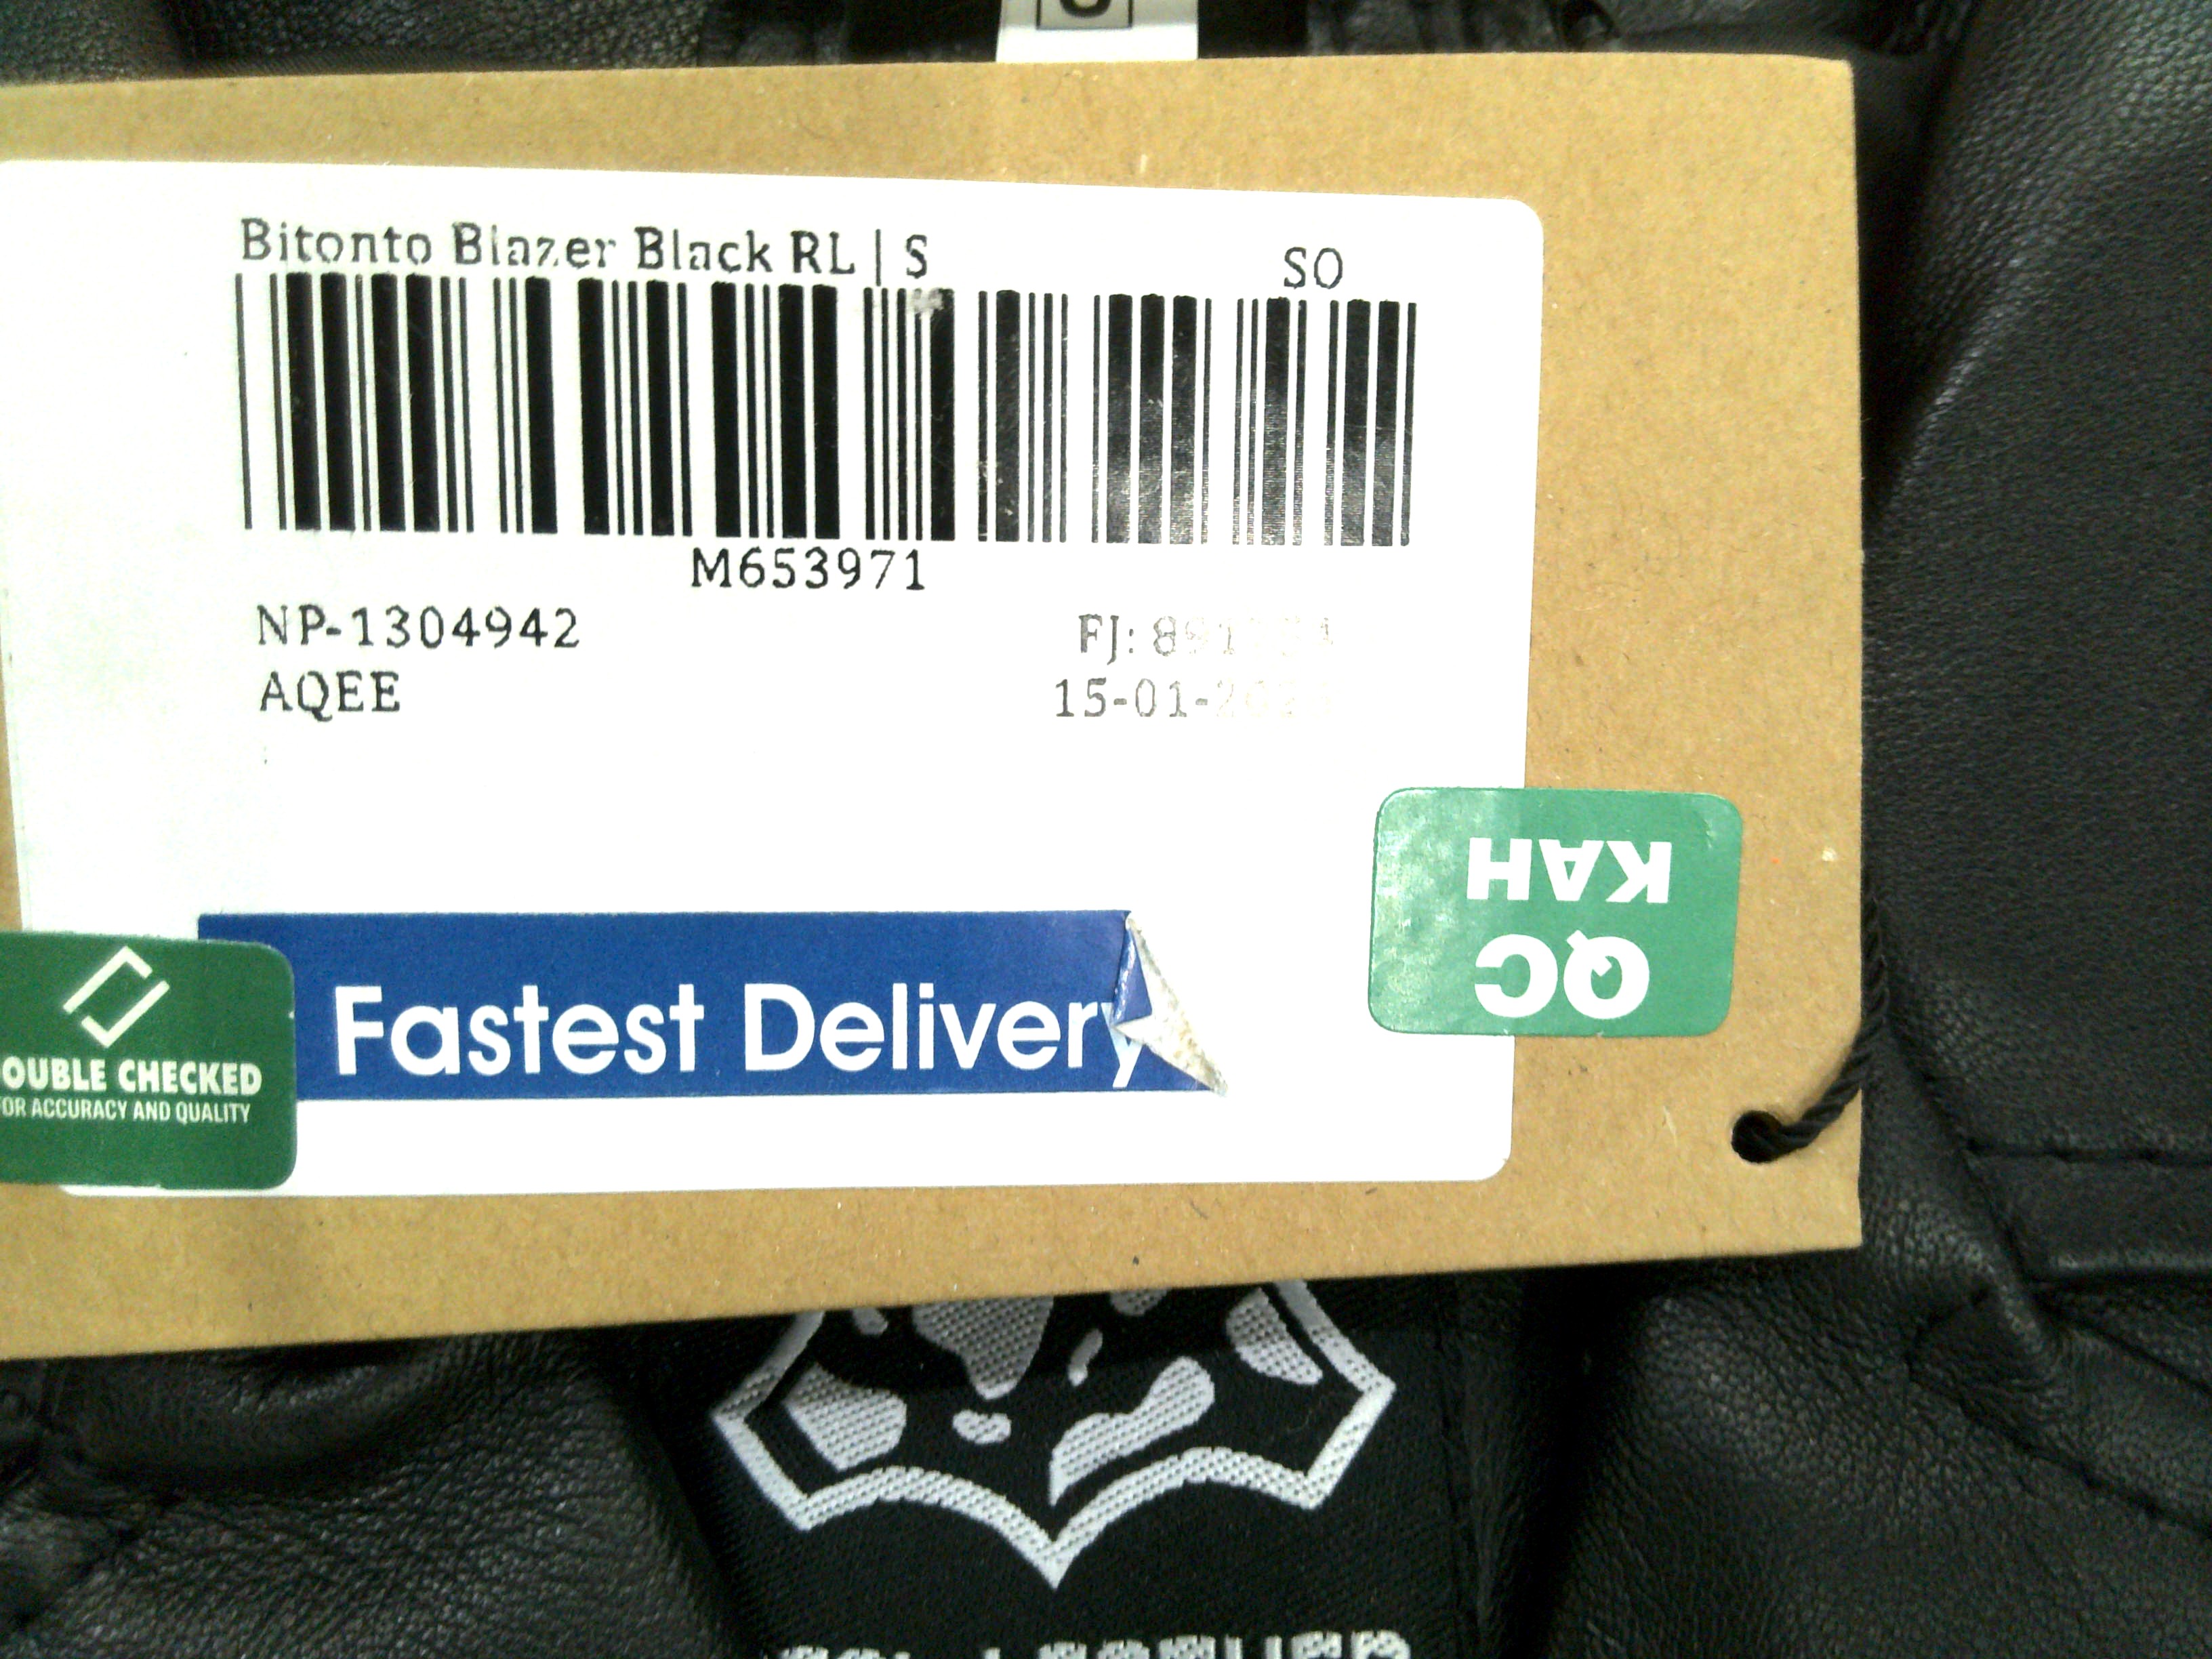 Bitonto Blazer Black RL | S
SO
M653971
NP-1304942
FJ:
AQEE
15-01-
QC
KAH
Fastest Delivery
OUBLE CHECKED
OR ACCURACY AND QUALITY